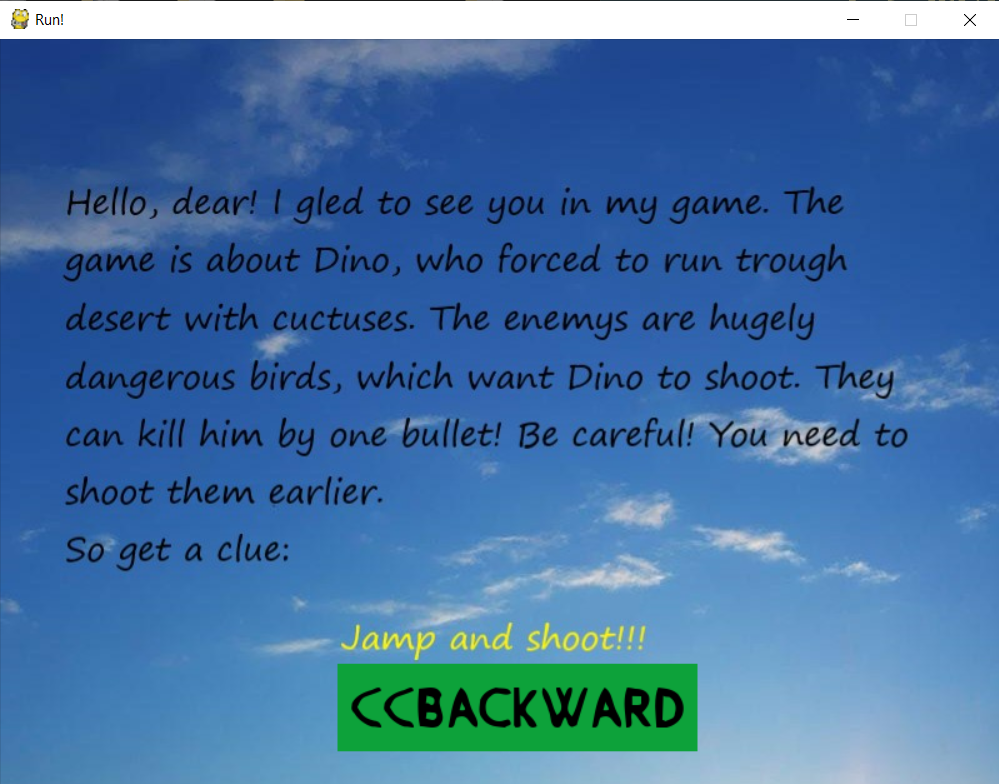 Run!
Hello, dear! I gled to see you in my game. The
game is about Dino, who forced to run trough
desert with cuctuses. The enemys are hugely
dangerous birds, which want Dino to shoot. They
can kill him by one bullet! Be careful! You need to
shoot them earlier.
So get a clue:
Jamp and shoot!!!
<<BACKWARD